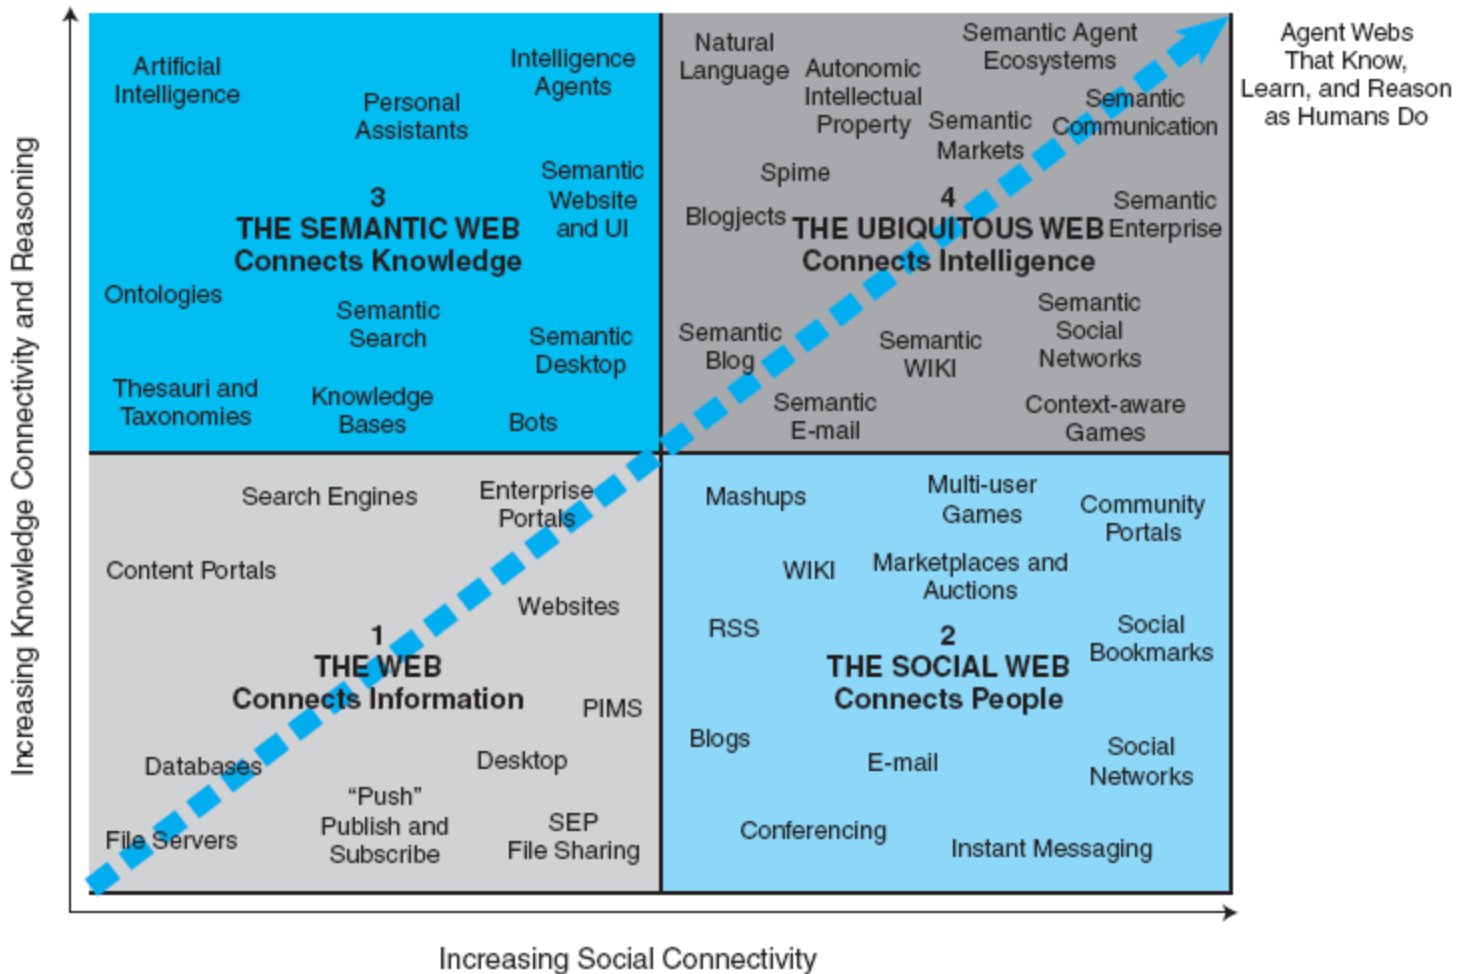 Increasing Knowledge Connectivity and Reasoning
Artificial
Intelligence
Personal
Assistants
Intelligence
Agents
Semantic
Website
and UI
3
THE SEMANTIC WEB
Connects Knowledge
Ontologies
Semantic
Search
Semantic
Desktop
Thesauri and
Taxonomies
Knowledge
Bases
Bots
Natural
Language
Autonomic
Intellectual
Property
Semantic Agent
Ecosystems
Semantic
Markets
Semantic
Communication
Spime
Blogjects
4
THE UBIQUITOUS WEB
Connects Intelligence
Semantic
Enterprise
Semantic
Blog
Semantic
WIKI
Semantic
Social
Networks
Semantic
E-mail
Context-aware
Games
Agent Webs
That Know,
Learn, and Reason
as Humans Do
Search Engines
Enterprise
Portals
Content Portals
Websites
1
THE WEB
Connects Information
PIMS
Databases
Desktop
File Servers
“Push”
Publish and
Subscribe
SEP
File Sharing
Mashups
Multi-user
Games
Community
Portals
WIKI
Marketplaces and
Auctions
RSS
2
THE SOCIAL WEB
Connects People
Social
Bookmarks
Blogs
E-mail
Social
Networks
Conferencing
Instant Messaging
Increasing Social Connectivity